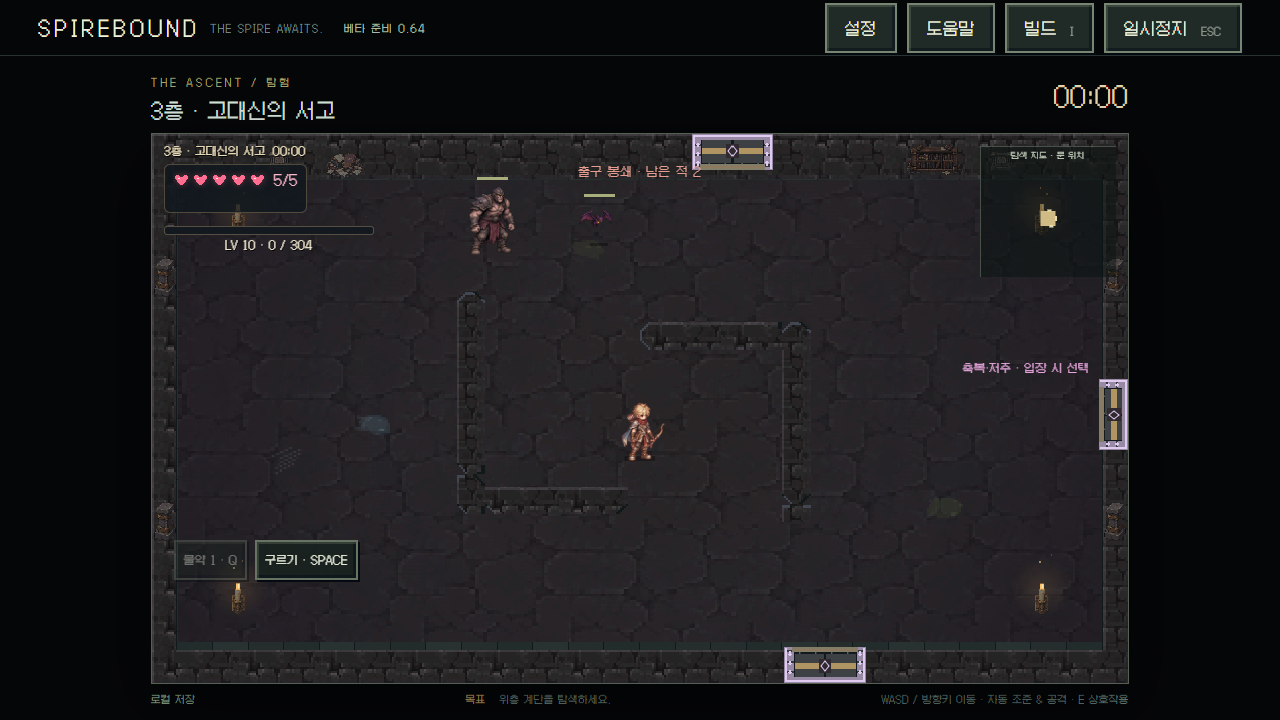 SPIREBOUND THE SPIRE AWAITS. 베타 준비 0.64 설정 도움말 빌드 I 일시정지 ESC
THE ASCENT / 탐험
3층 · 고대신의 서고 00:00
3층 · 고대신의 서고 00:00
5/5
LV 10 · 0 / 304
출구 봉쇄 · 남은 적 2
탐색 지도 · 문 위치
축복·저주 · 입장 시 선택
물약 1 · Q 구르기 · SPACE
로컬 저장 목표 위층 계단을 탐색하세요. WASD / 방향키 이동 · 자동 조준 & 공격 · E 상호작용